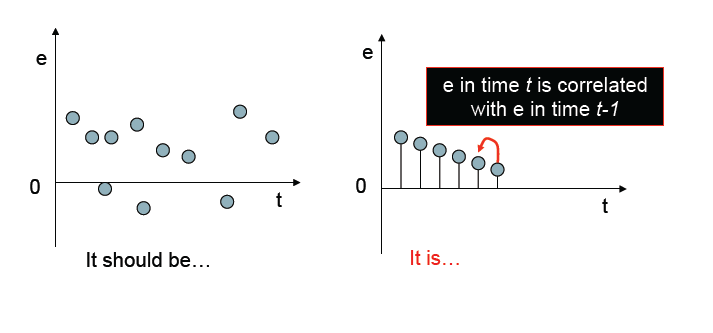 e
0
t
It should be…
e
e in time t is correlated
with e in time t-1
0
t
It is…